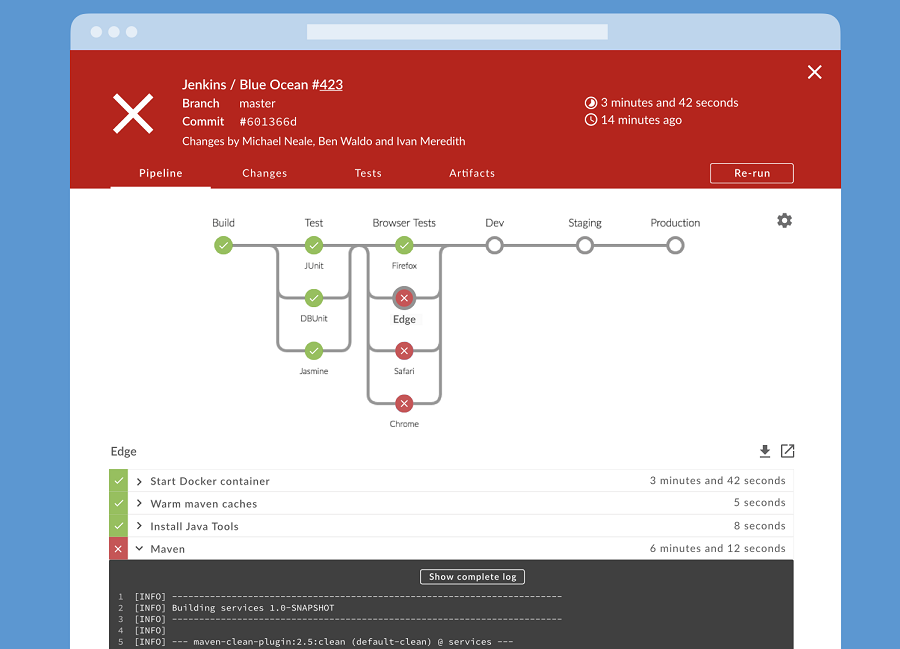 Jenkins / Blue Ocean #423
Branch master
Commit #601366d
3 minutes and 42 seconds
14 minutes ago
Changes by Michael Neale, Ben Waldo and Ivan Meredith
Pipeline Changes Tests Artifacts Re-run
Build Test Browser Tests Dev Staging Production
JUnit Firefox
DBUnit Edge
Jasmine Safari
Chrome
Edge
Start Docker container 3 minutes and 42 seconds
Warm maven caches 5 seconds
Install Java Tools 8 seconds
Maven 6 minutes and 12 seconds
Show complete log
1 [INFO] ------------------------------------------------------------------------
2 [INFO] Building services 1.0-SNAPSHOT
3 [INFO] ------------------------------------------------------------------------
4 [INFO]
5 [INFO] --- maven-clean-plugin:2.5:clean (default-clean) @ services ---